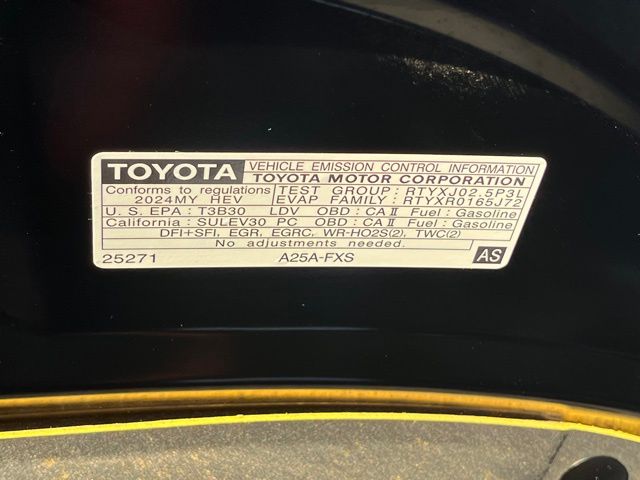 TOYOTA VEHICLE EMISSION CONTROL INFORMATION
TOYOTA MOTOR CORPORATION
Conforms to regulations TEST GROUP : RTYXJ02.5P3L
2024MY HEV EVAP FAMILY : RTYXR0165J72
U.S. EPA : T3B30 LDV OBD : CA II Fuel : Gasoline
California : SULEV30 PC OBD : CA II Fuel : Gasoline
DFI+SFI, EGR, EGRC, WR-HO2S(2), TWC(2)
No adjustments needed.
25271 A25A-FXS AS